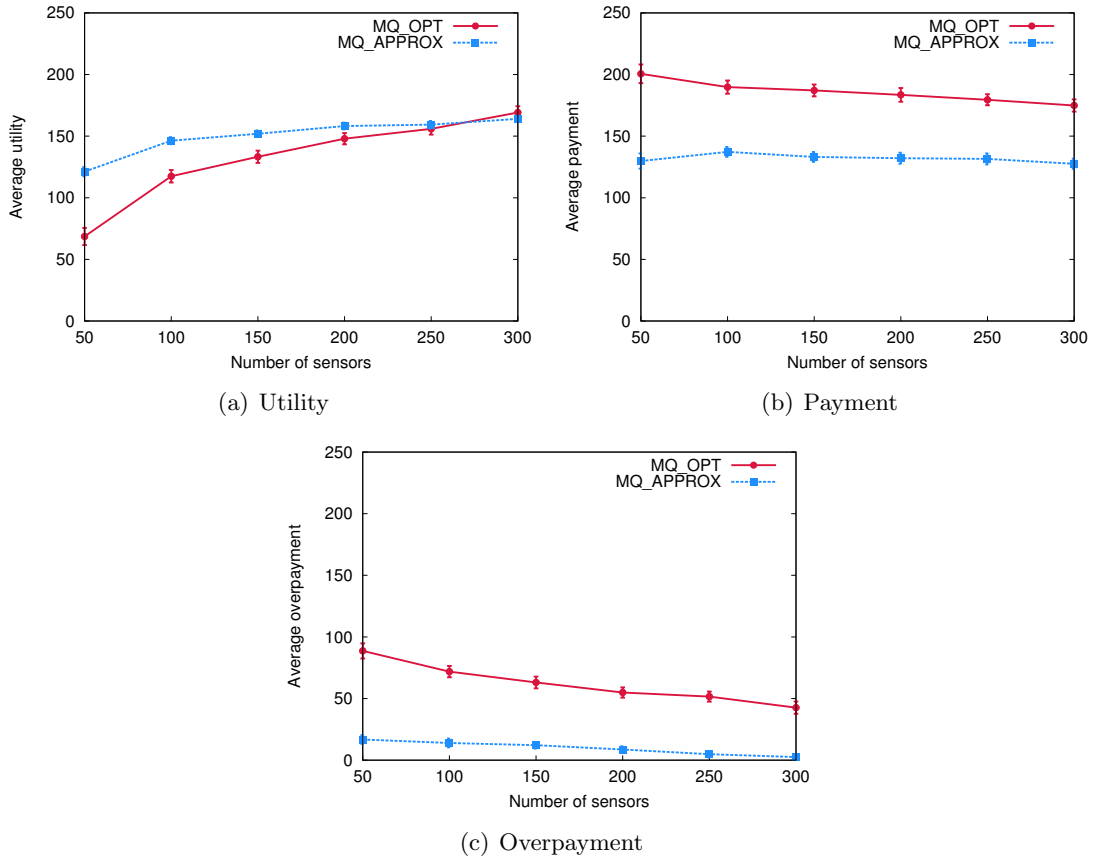 250
200
150
100
50
0
50 100 150 200 250 300
Average utility
Number of sensors
MQ_OPT
MQ_APPROX
(a) Utility
250
200
150
100
50
0
50 100 150 200 250 300
Average payment
Number of sensors
MQ_OPT
MQ_APPROX
(b) Payment
250
200
150
100
50
0
50 100 150 200 250 300
Average overpayment
Number of sensors
MQ_OPT
MQ_APPROX
(c) Overpayment